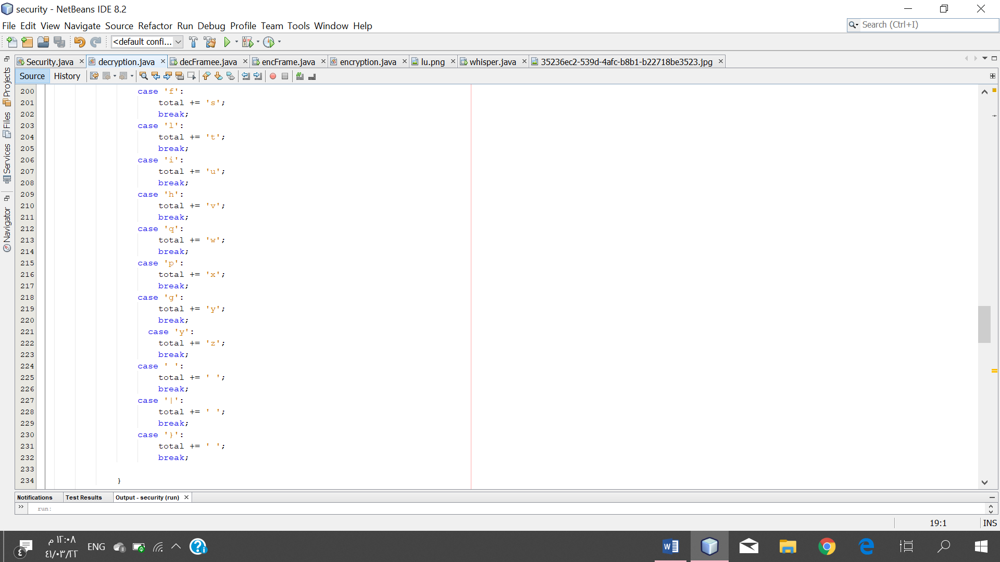 security - NetBeans IDE 8.2
File Edit View Navigate Source Refactor Run Debug Profile Team Tools Window Help
Search (Ctrl+I)
<default confi...
Security.java decryption.java decFramee.java encFrame.java encryption.java lu.png whisper.java 35236ec2-539d-4afc-b8b1-b22718be3523.jpg
Source History
Projects
Files
Services
Navigator
200 case 'f':
201 total += 's';
202 break;
203 case 'l':
204 total += 't';
205 break;
206 case 'i':
207 total += 'u';
208 break;
209 case 'h':
210 total += 'v';
211 break;
212 case 'q':
213 total += 'w';
214 break;
215 case 'p':
216 total += 'x';
217 break;
218 case 'g':
219 total += 'y';
220 break;
221 case 'y':
222 total += 'z';
223 break;
224 case ' ':
225 total += ' ';
226 break;
227 case '|':
228 total += ' ';
229 break;
230 case '}':
231 total += ' ';
232 break;
233
234 }
Notifications Test Results Output - security (run)
run:
19:1 INS
١٢:٠٨ م
٤١/٠٣/٢٢
ENG
٤